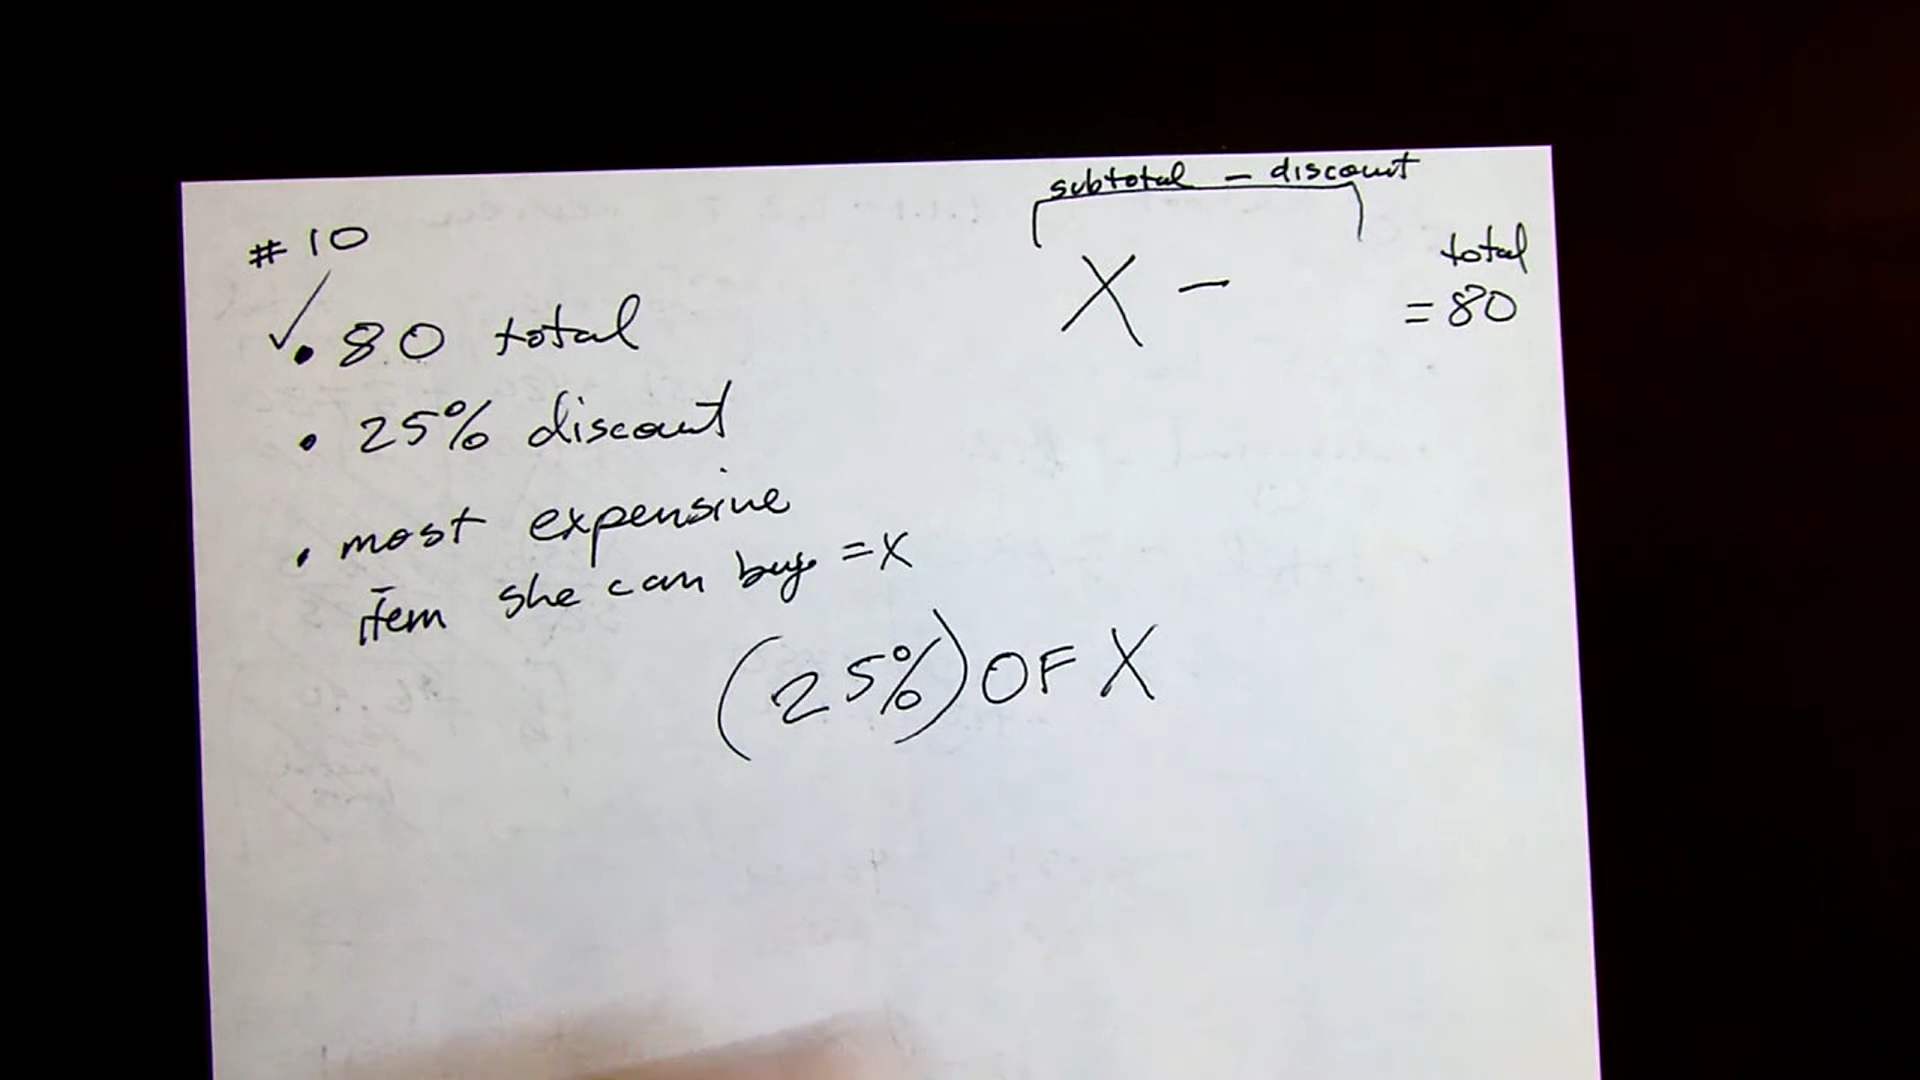 subtotal - discount
#10
total
X -
= 80
✓ • 80 total
• 25% discount
• most expensive
item she can buy = X
(25%) OF X